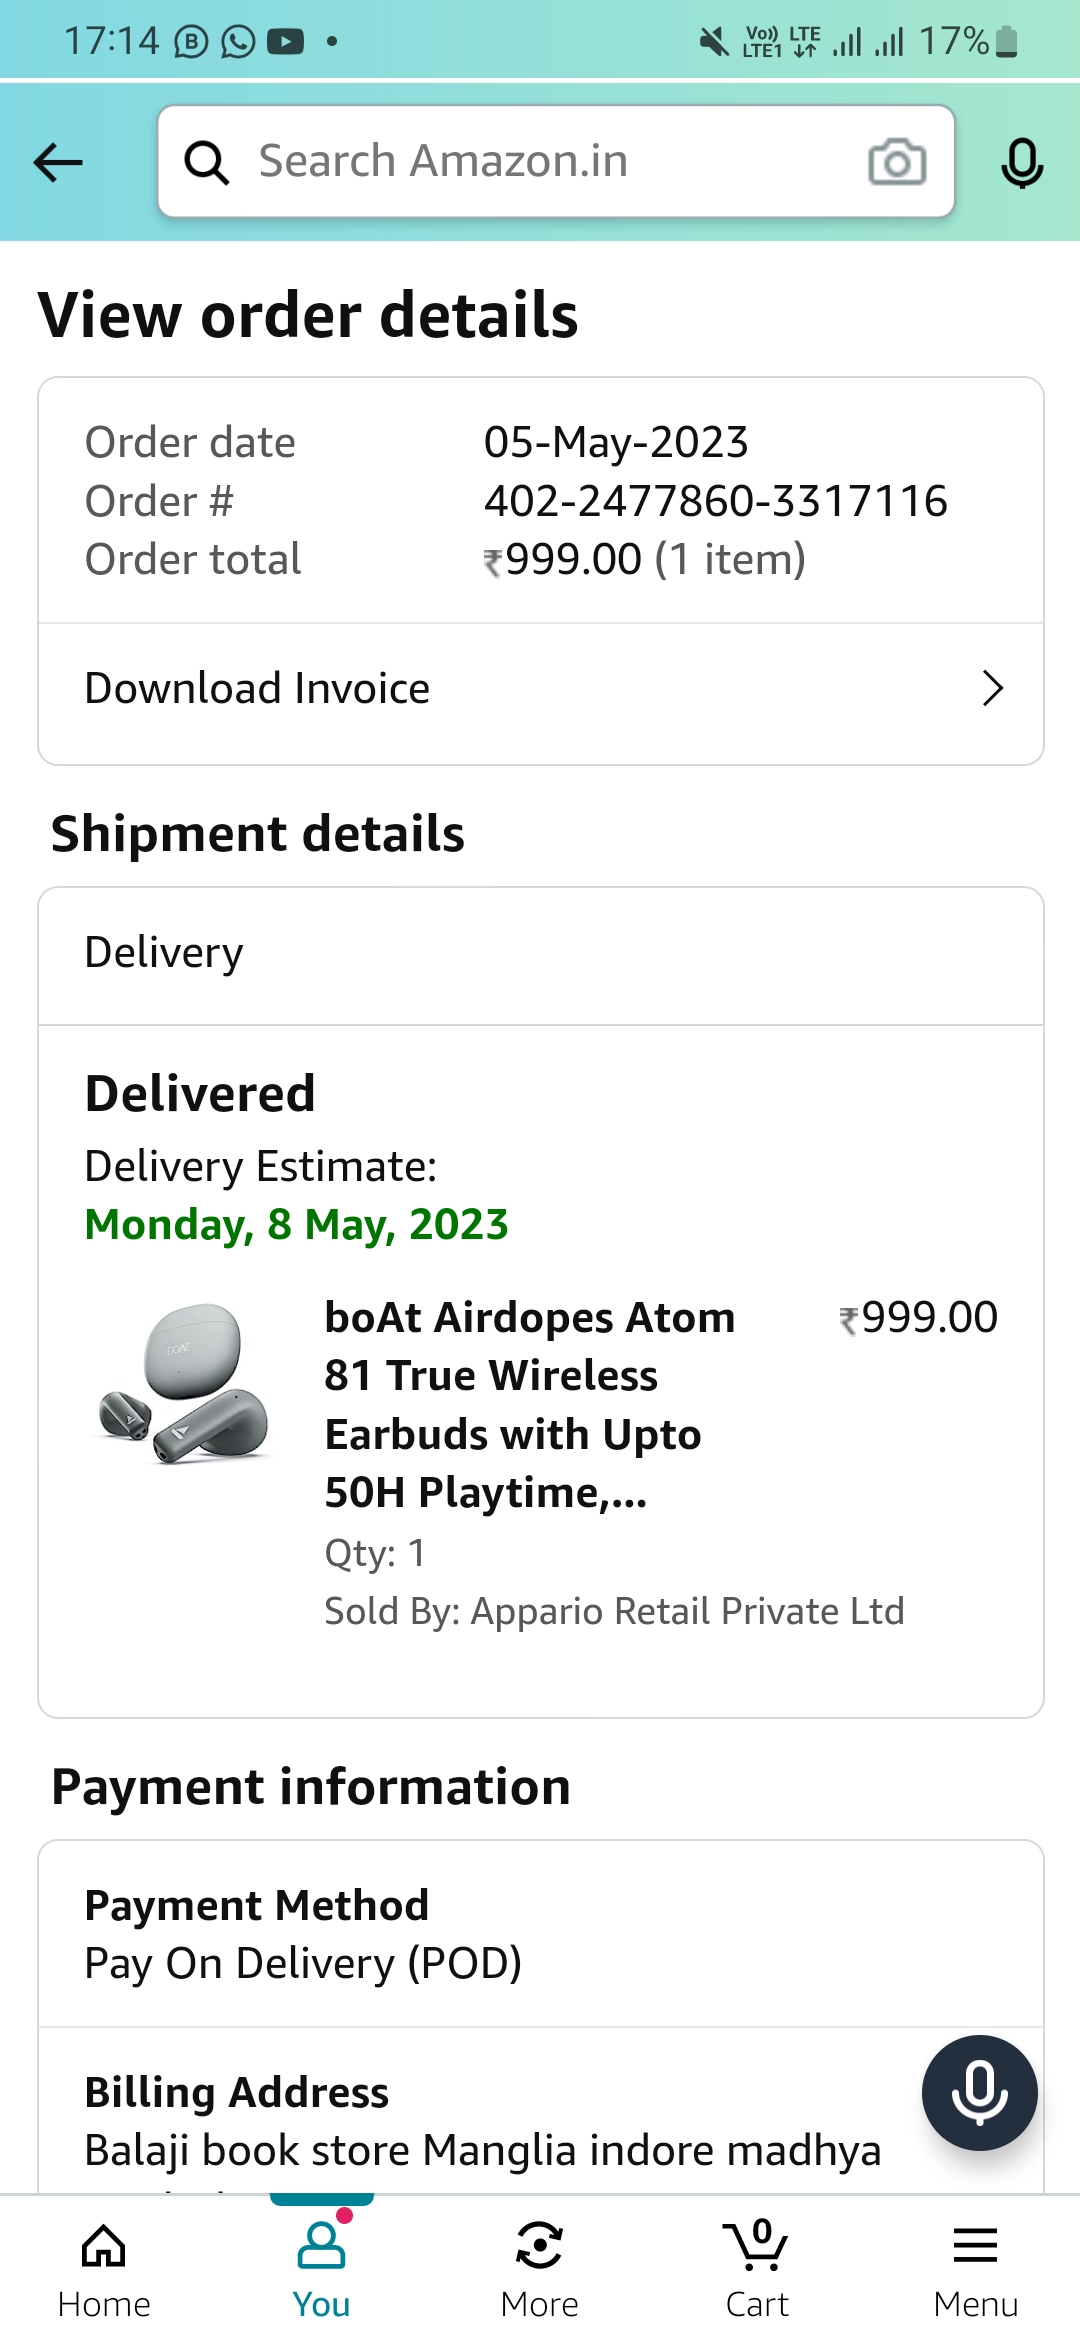 17:14
Vo)) LTE
LTE1
17%
Search Amazon.in
View order details
Order date 05-May-2023
Order # 402-2477860-3317116
Order total ₹999.00 (1 item)
Download Invoice
Shipment details
Delivery
Delivered
Delivery Estimate:
Monday, 8 May, 2023
boAt
boAt Airdopes Atom ₹999.00
81 True Wireless
Earbuds with Upto
50H Playtime,...
Qty: 1
Sold By: Appario Retail Private Ltd
Payment information
Payment Method
Pay On Delivery (POD)
Billing Address
Balaji book store Manglia indore madhya
0
Home You More Cart Menu